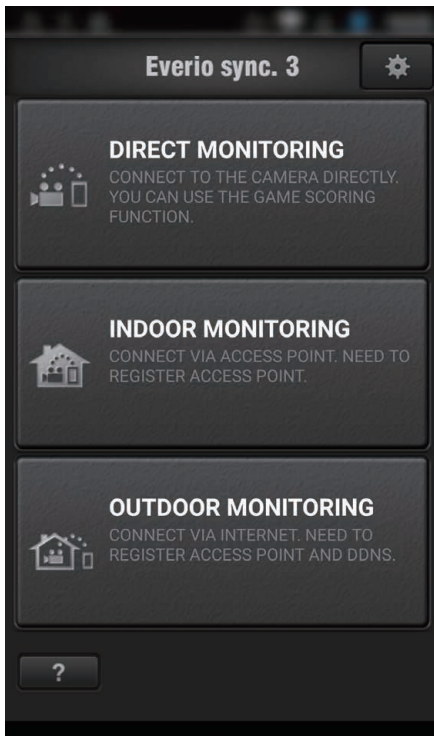 Everio sync. 3
DIRECT MONITORING
CONNECT TO THE CAMERA DIRECTLY.
YOU CAN USE THE GAME SCORING
FUNCTION.
INDOOR MONITORING
CONNECT VIA ACCESS POINT. NEED TO
REGISTER ACCESS POINT.
OUTDOOR MONITORING
CONNECT VIA INTERNET. NEED TO
REGISTER ACCESS POINT AND DDNS.
?